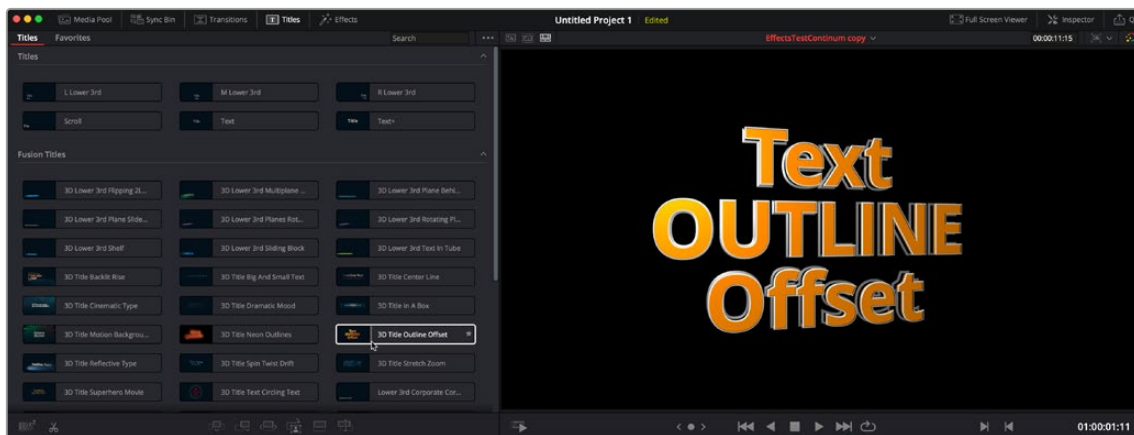 Media Pool Sync Bin Transitions Titles Effects Untitled Project 1 Edited Full Screen Viewer Inspector Q
Titles Favorites Search EffectsTestContinum copy 00:00:11:15
Titles
L Lower 3rd M Lower 3rd R Lower 3rd
Scroll Text Title Text+
Fusion Titles
3D Lower 3rd Flipping 2L... 3D Lower 3rd Multiplane ... 3D Lower 3rd Plane Behi...
3D Lower 3rd Plane Slide... 3D Lower 3rd Planes Rot... 3D Lower 3rd Rotating Pl...
3D Lower 3rd Shelf 3D Lower 3rd Sliding Block 3D Lower 3rd Text In Tube
3D Title Backlit Rise 3D Title Big And Small Text 3D Title Center Line
3D Title Cinematic Type 3D Title Dramatic Mood 3D Title In A Box
3D Title Motion Backgrou... 3D Title Neon Outlines 3D Title Outline Offset
3D Title Reflective Type 3D Title Spin Twist Drift 3D Title Stretch Zoom
3D Title Superhero Movie 3D Title Text Circling Text Lower 3rd Corporate Cor...
Text
OUTLINE
Offset
01:00:01:11